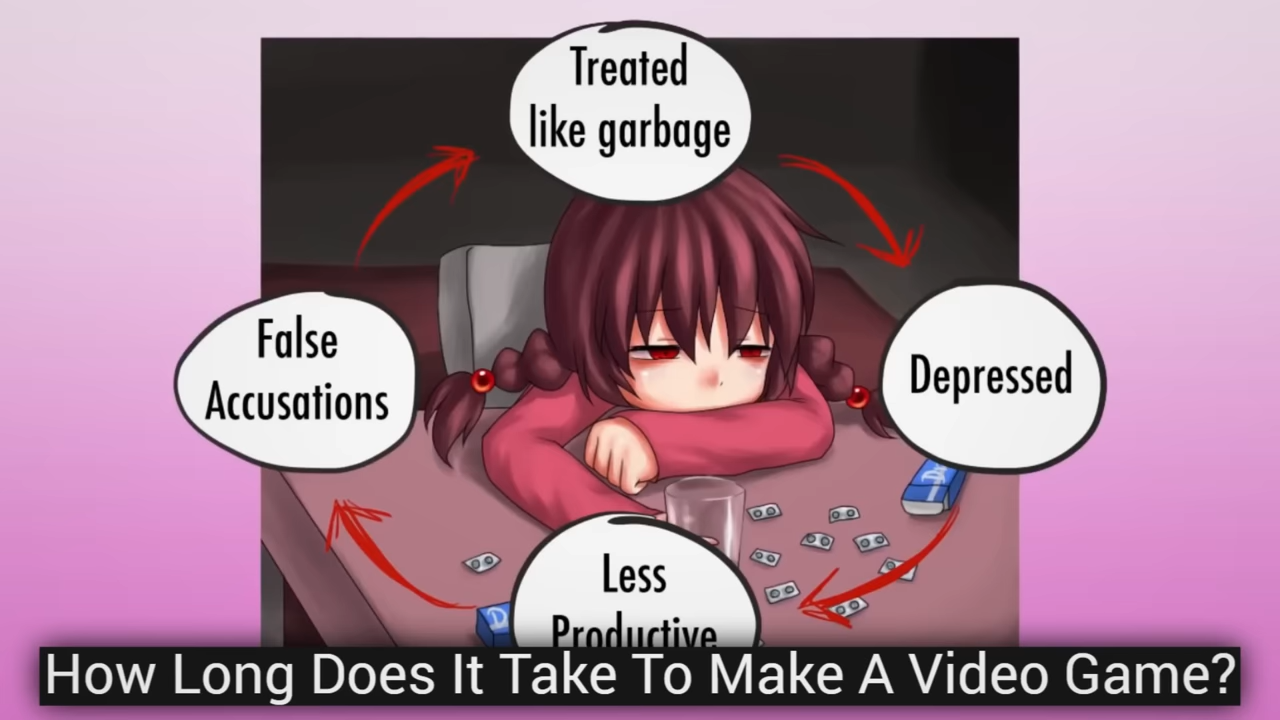 Treated
like garbage
False
Accusations
Depressed
Less
Productive
How Long Does It Take To Make A Video Game?